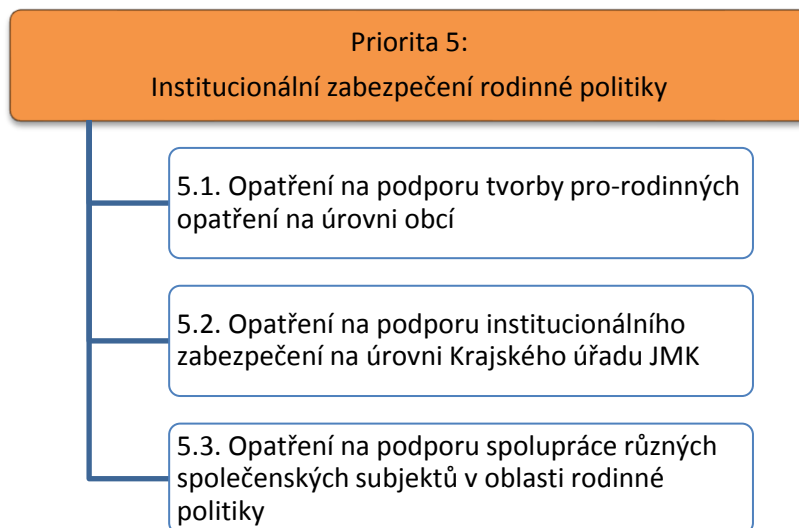 Priorita 5:
Institucionální zabezpečení rodinné politiky
5.1. Opatření na podporu tvorby pro-rodinných
opatření na úrovni obcí
5.2. Opatření na podporu institucionálního
zabezpečení na úrovni Krajského úřadu JMK
5.3. Opatření na podporu spolupráce různých
společenských subjektů v oblasti rodinné
politiky